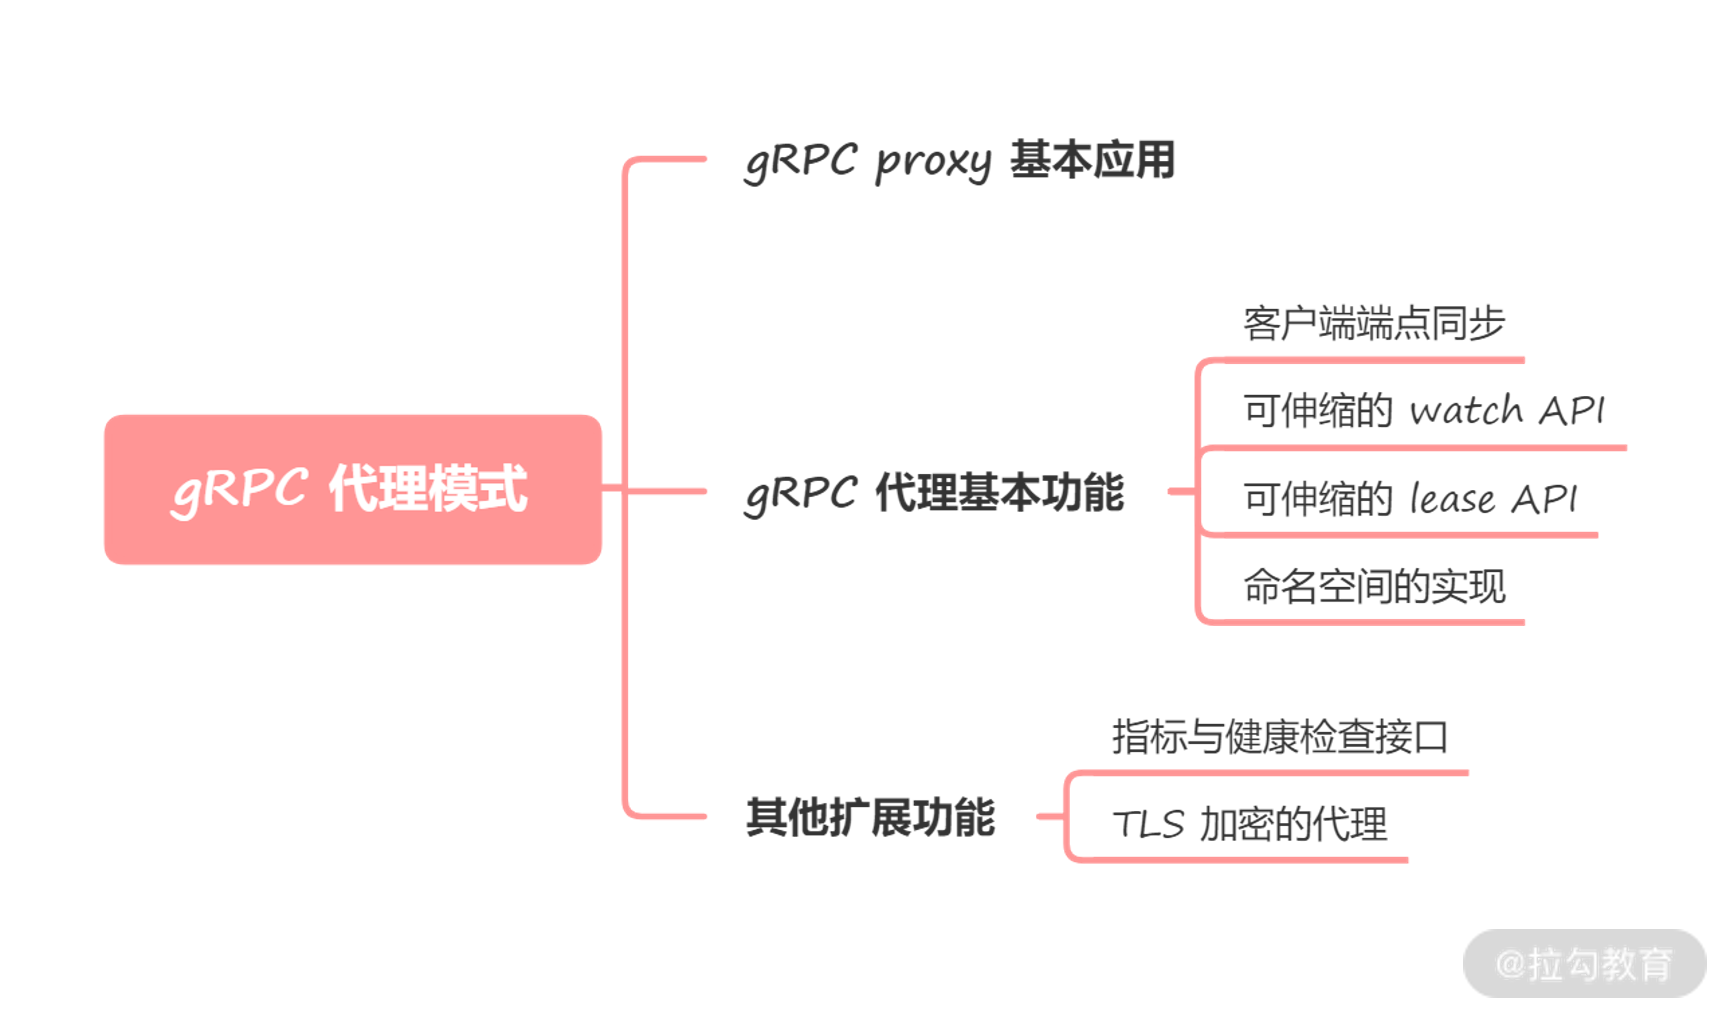 gRPC 代理模式
gRPC proxy 基本应用
gRPC 代理基本功能
客户端端点同步
可伸缩的 watch API
可伸缩的 lease API
命名空间的实现
其他扩展功能
指标与健康检查接口
TLS 加密的代理
@拉勾教育